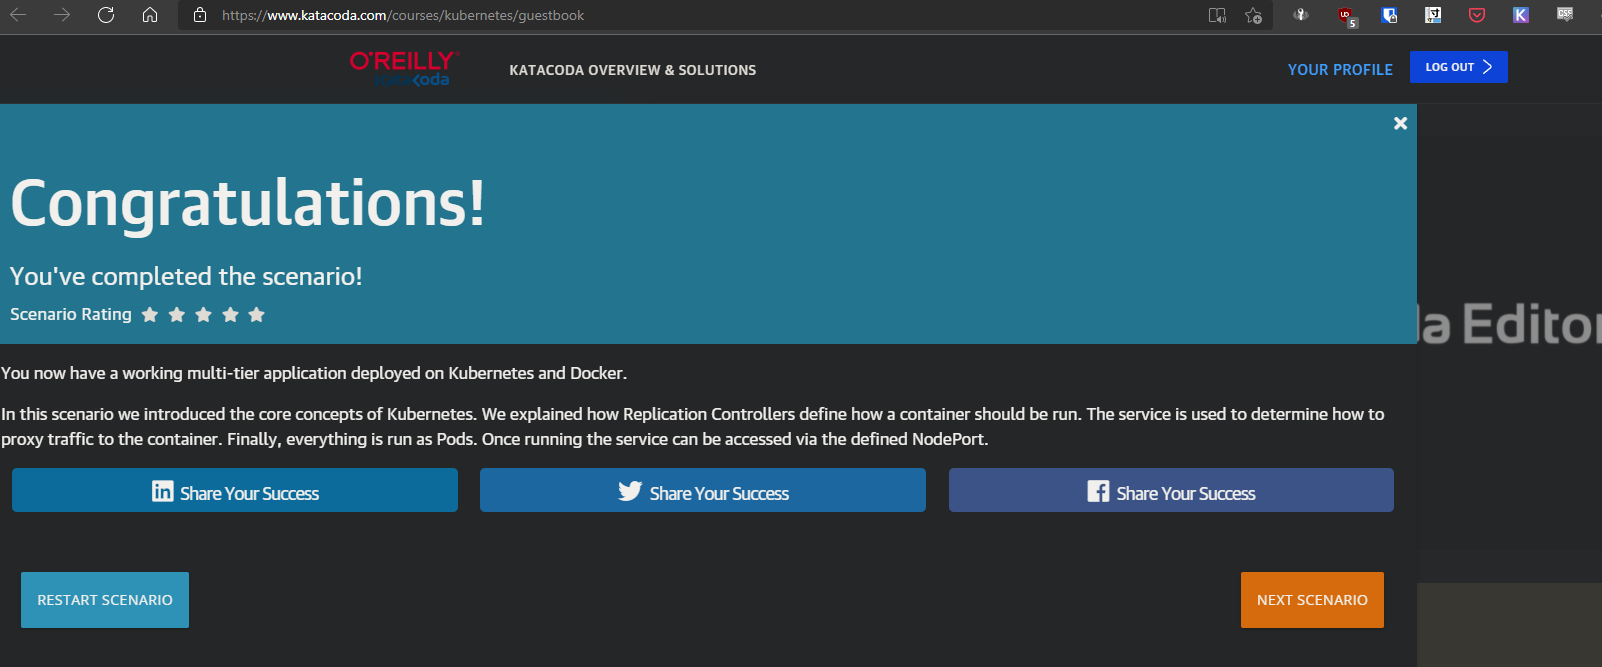 https://www.katacoda.com/courses/kubernetes/guestbook
5
O'REILLY
katacoda
KATACODA OVERVIEW & SOLUTIONS
YOUR PROFILE
LOG OUT
Congratulations!
You've completed the scenario!
Scenario Rating
da Editor
You now have a working multi-tier application deployed on Kubernetes and Docker.
In this scenario we introduced the core concepts of Kubernetes. We explained how Replication Controllers define how a container should be run. The service is used to determine how to
proxy traffic to the container. Finally, everything is run as Pods. Once running the service can be accessed via the defined NodePort.
in Share Your Success
Share Your Success
f Share Your Success
RESTART SCENARIO
NEXT SCENARIO